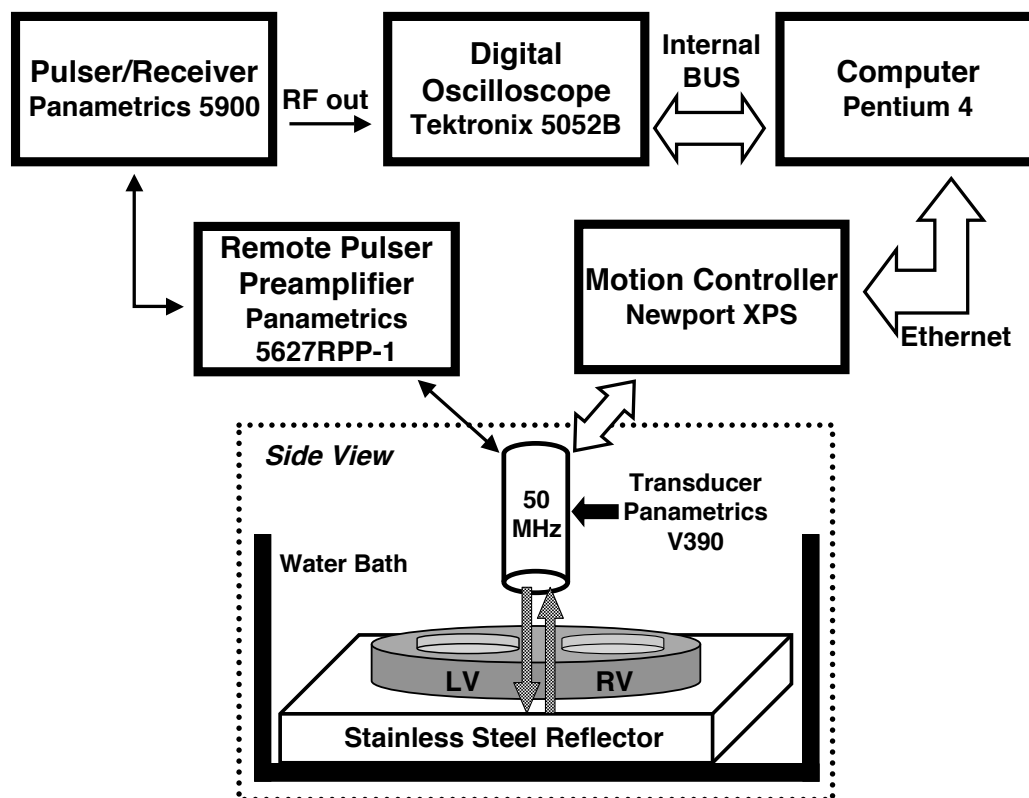 Pulser/Receiver
Panametrics 5900
RF out
Digital
Oscilloscope
Tektronix 5052B
Internal
BUS
Computer
Pentium 4
Remote Pulser
Preamplifier
Panametrics
5627RPP-1
Motion Controller
Newport XPS
Ethernet
Side View
50
MHz
Transducer
Panametrics
V390
Water Bath
LV
RV
Stainless Steel Reflector